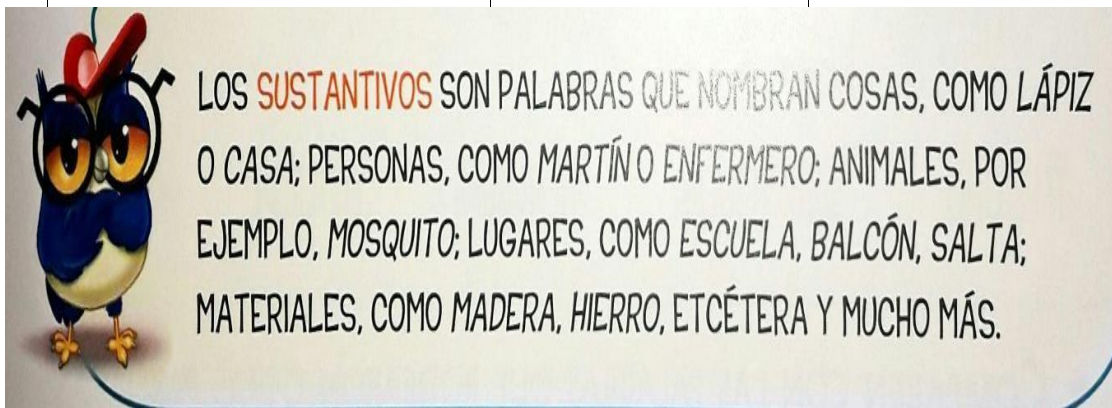 LOS SUSTANTIVOS SON PALABRAS QUE NOMBRAN COSAS, COMO LÁPIZ
O CASA; PERSONAS, COMO MARTÍN O ENFERMERO; ANIMALES, POR
EJEMPLO, MOSQUITO; LUGARES, COMO ESCUELA, BALCÓN, SALTA;
MATERIALES, COMO MADERA, HIERRO, ETCÉTERA Y MUCHO MÁS.